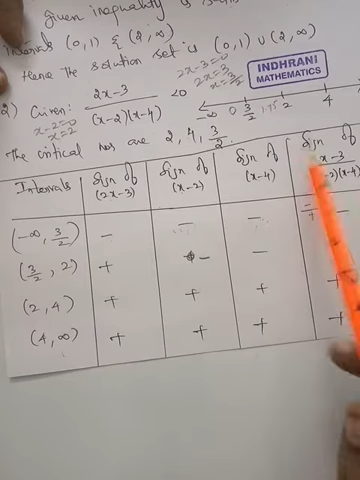 given inequality is
intervals (0,1) & (2,∞)
Hence the solution set is (0,1) ∪ (2,∞)
2x-3=0
2x=3
x=3/2
INDHRANI
MATHEMATICS
2) Given: 2x-3 / (x-2)(x-4) <0
x-2=0
x=2
-∞ 0 3/2 1.75 2 4
The critical nos are 2, 4, 3/2.
Intervals | Sign of (2x-3) | Sign of (x-2) | Sign of (x-4) | Sign of x-3 / -2)(x-4)
(-∞, 3/2) | - | - | - | -/+ -
(3/2, 2) | + | - | -
(2,4) | + | + | + | +
(4,∞) | + | + | + | +